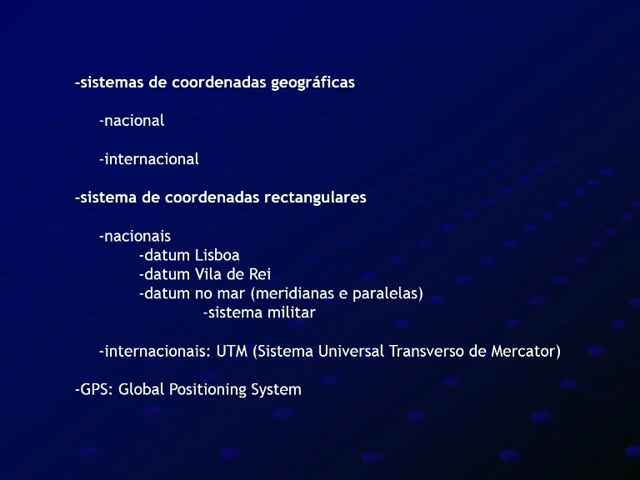 -sistemas de coordenadas geográficas
-nacional
-internacional
-sistema de coordenadas rectangulares
-nacionais
-datum Lisboa
-datum Vila de Rei
-datum no mar (meridianas e paralelas)
-sistema militar
-internacionais: UTM (Sistema Universal Transverso de Mercator)
-GPS: Global Positioning System